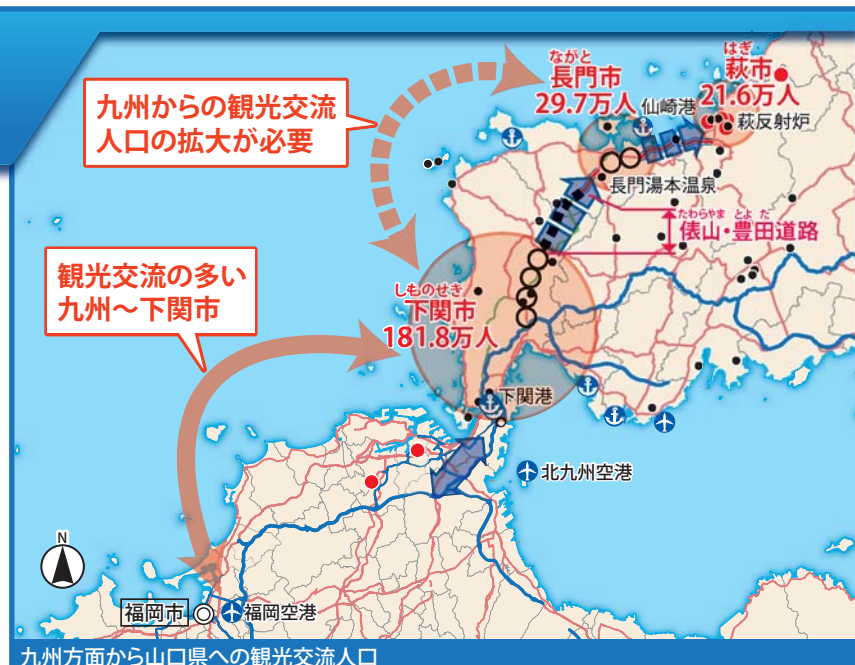 九州からの観光交流
人口の拡大が必要
ながと
長門市
29.7万人
仙崎港
はぎ
萩市
21.6万人
萩反射炉
長門湯本温泉
たわらやま とよだ
俵山・豊田道路
観光交流の多い
九州～下関市
しものせき
下関市
181.8万人
下関港
北九州空港
N
福岡市
福岡空港
九州方面から山口県への観光交流人口